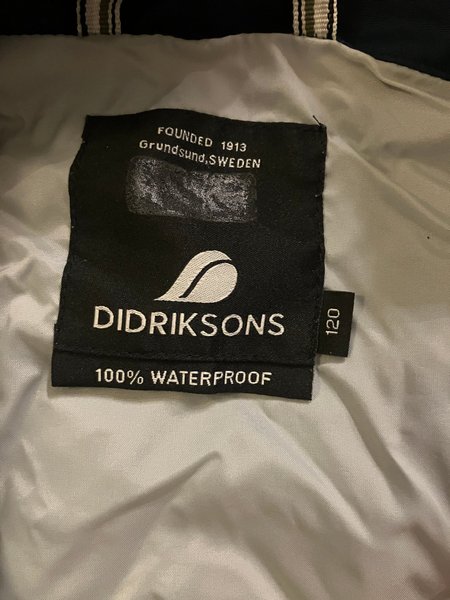 FOUNDED 1913
Grundsund, SWEDEN
DIDRIKSONS
120
100% WATERPROOF